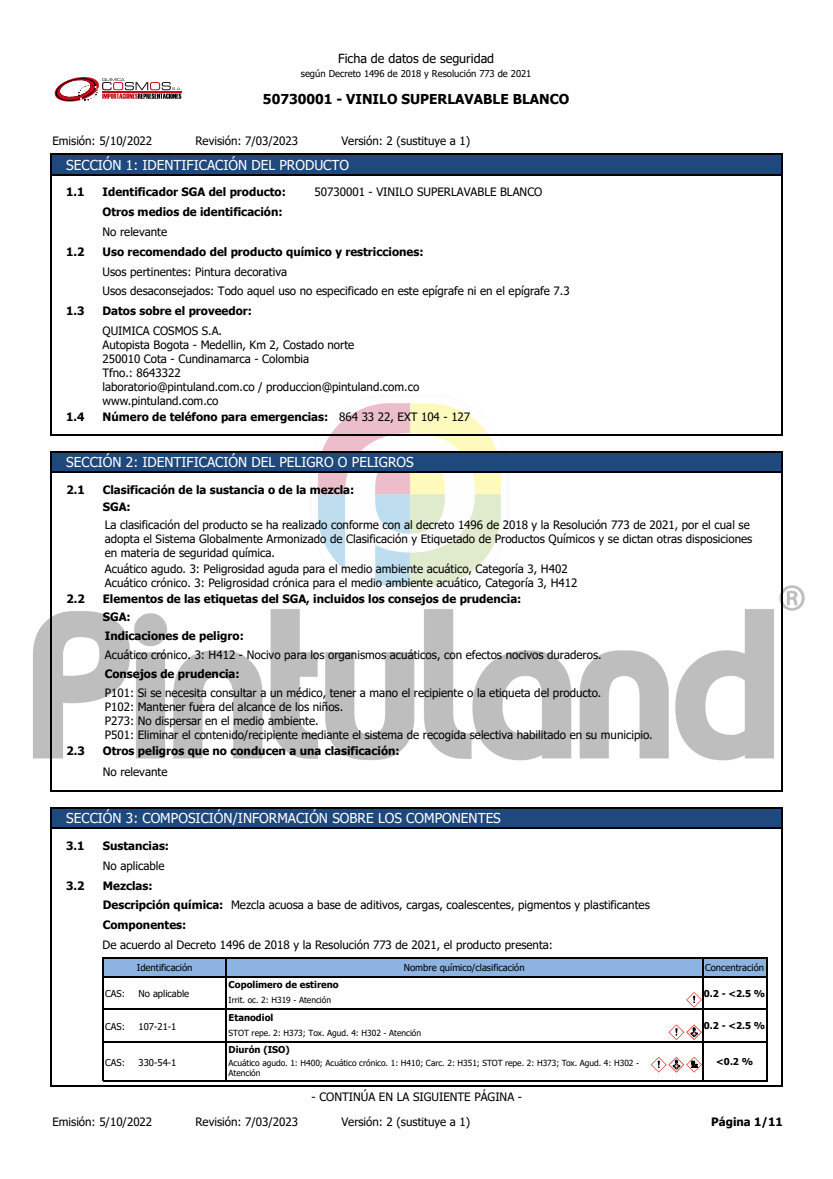 Ficha de datos de seguridad
según Decreto 1496 de 2018 y Resolución 773 de 2021
QUIMICA
COSMOS S.A.
IMPORTACIONES REPRESENTACIONES
50730001 - VINILO SUPERLAVABLE BLANCO
Emisión: 5/10/2022 Revisión: 7/03/2023 Versión: 2 (sustituye a 1)
SECCIÓN 1: IDENTIFICACIÓN DEL PRODUCTO
1.1 Identificador SGA del producto: 50730001 - VINILO SUPERLAVABLE BLANCO
Otros medios de identificación:
No relevante
1.2 Uso recomendado del producto químico y restricciones:
Usos pertinentes: Pintura decorativa
Usos desaconsejados: Todo aquel uso no especificado en este epígrafe ni en el epígrafe 7.3
1.3 Datos sobre el proveedor:
QUIMICA COSMOS S.A.
Autopista Bogota - Medellin, Km 2, Costado norte
250010 Cota - Cundinamarca - Colombia
Tfno.: 8643322
laboratorio@pintuland.com.co / produccion@pintuland.com.co
www.pintuland.com.co
1.4 Número de teléfono para emergencias: 864 33 22, EXT 104 - 127
SECCIÓN 2: IDENTIFICACIÓN DEL PELIGRO O PELIGROS
2.1 Clasificación de la sustancia o de la mezcla:
SGA:
La clasificación del producto se ha realizado conforme con al decreto 1496 de 2018 y la Resolución 773 de 2021, por el cual se
adopta el Sistema Globalmente Armonizado de Clasificación y Etiquetado de Productos Químicos y se dictan otras disposiciones
en materia de seguridad química.
Acuático agudo. 3: Peligrosidad aguda para el medio ambiente acuático, Categoría 3, H402
Acuático crónico. 3: Peligrosidad crónica para el medio ambiente acuático, Categoría 3, H412
2.2 Elementos de las etiquetas del SGA, incluidos los consejos de prudencia:
SGA:
Indicaciones de peligro:
Acuático crónico. 3: H412 - Nocivo para los organismos acuáticos, con efectos nocivos duraderos.
Consejos de prudencia:
P101: Si se necesita consultar a un médico, tener a mano el recipiente o la etiqueta del producto.
P102: Mantener fuera del alcance de los niños.
P273: No dispersar en el medio ambiente.
P501: Eliminar el contenido/recipiente mediante el sistema de recogida selectiva habilitado en su municipio.
Pintuland®
2.3 Otros peligros que no conducen a una clasificación:
No relevante
SECCIÓN 3: COMPOSICIÓN/INFORMACIÓN SOBRE LOS COMPONENTES
3.1 Sustancias:
No aplicable
3.2 Mezclas:
Descripción química: Mezcla acuosa a base de aditivos, cargas, coalescentes, pigmentos y plastificantes
Componentes:
De acuerdo al Decreto 1496 de 2018 y la Resolución 773 de 2021, el producto presenta:
Identificación Nombre químico/clasificación Concentración
Copolimero de estireno
CAS: No aplicable Irrit. oc. 2: H319 - Atención 0.2 - <2.5 %
Etanodiol
CAS: 107-21-1 STOT repe. 2: H373; Tox. Agud. 4: H302 - Atención 0.2 - <2.5 %
Diurón (ISO)
CAS: 330-54-1 Acuático agudo. 1: H400; Acuático crónico. 1: H410; Carc. 2: H351; STOT repe. 2: H373; Tox. Agud. 4: H302 - <0.2 %
Atención
- CONTINÚA EN LA SIGUIENTE PÁGINA -
Emisión: 5/10/2022 Revisión: 7/03/2023 Versión: 2 (sustituye a 1) Página 1/11